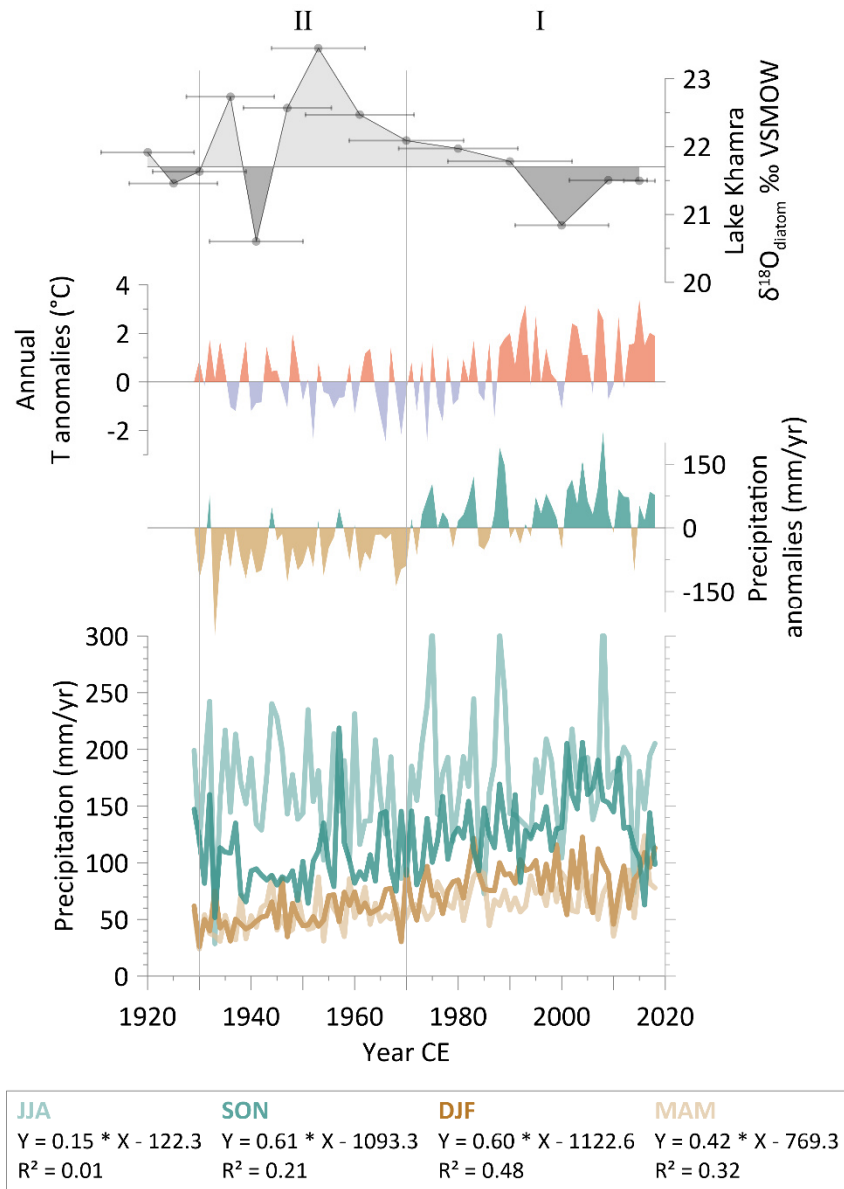 II
I
23
22
21
20
Lake Khamra
δ¹⁸O_diatom ‰ VSMOW
4
2
0
-2
Annual
T anomalies (°C)
150
0
-150
Precipitation
anomalies (mm/yr)
300
250
200
150
100
50
0
Precipitation (mm/yr)
1920 1940 1960 1980 2000 2020
Year CE
JJA SON DJF MAM
Y = 0.15 * X - 122.3 Y = 0.61 * X - 1093.3 Y = 0.60 * X - 1122.6 Y = 0.42 * X - 769.3
R² = 0.01 R² = 0.21 R² = 0.48 R² = 0.32